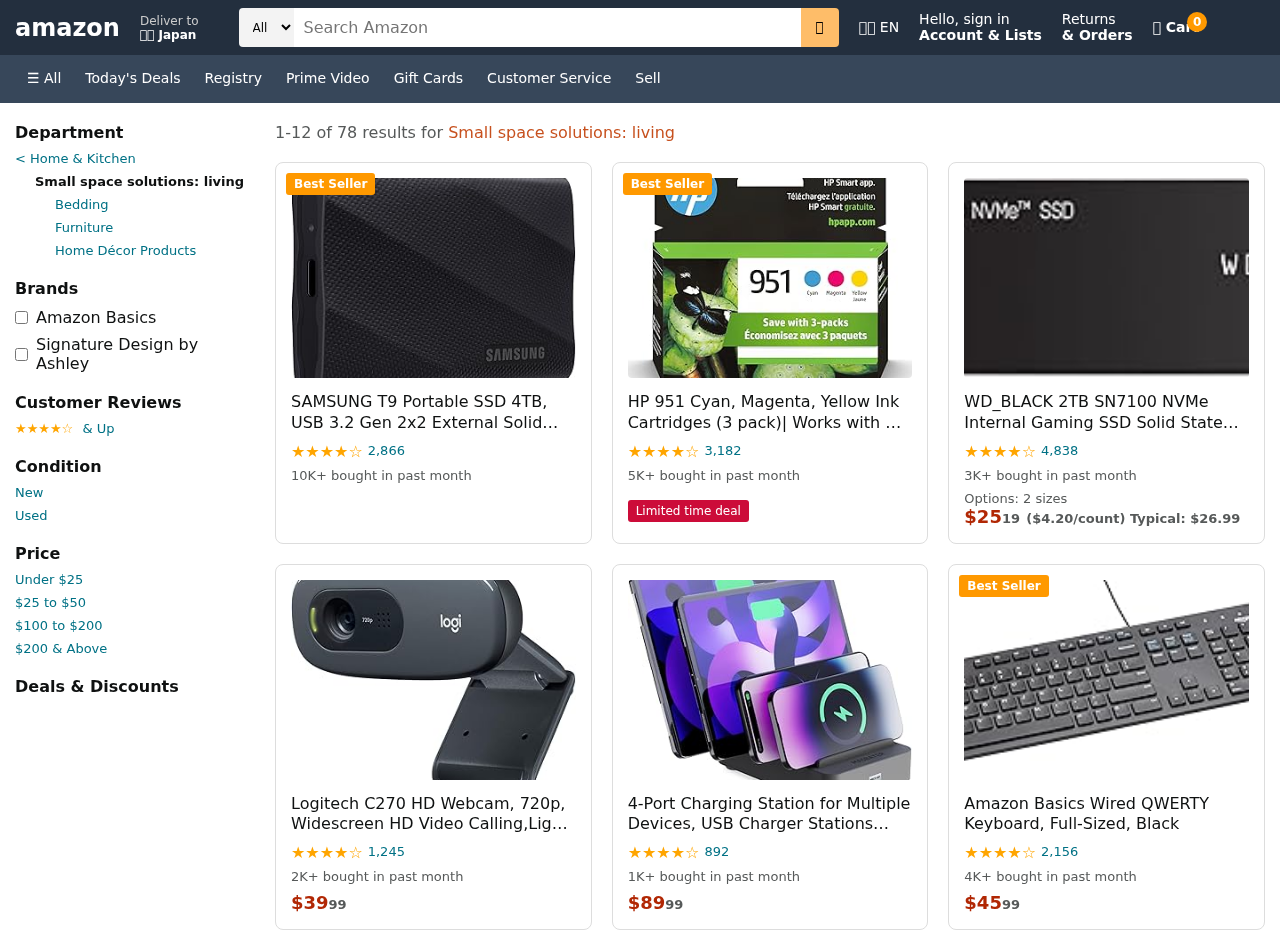 amazon
Deliver to
Japan
All
Search Amazon
EN
Hello, sign in
Account & Lists
Returns
& Orders
0
☰ All
Today's Deals
Registry
Prime Video
Gift Cards
Customer Service
Sell
Department
< Home & Kitchen
Small space solutions: living
Bedding
Furniture
Home Décor Products
Brands
Amazon Basics
Signature Design by
Ashley
Customer Reviews
★★★★☆ & Up
Condition
New
Used
Price
Under $25
$25 to $50
$100 to $200
$200 & Above
Deals & Discounts
1-12 of 78 results for Small space solutions: living
Best Seller
SAMSUNG
SAMSUNG T9 Portable SSD 4TB,
USB 3.2 Gen 2x2 External Solid…
★★★★☆ 2,866
10K+ bought in past month
Best Seller
hp
HP Smart app.
Téléchargez l'application
HP Smart gratuite.
hpapp.com
951
Cyan
Magenta
Yellow
Jaune
Save with 3-packs
Économisez avec 3 paquets
HP 951 Cyan, Magenta, Yellow Ink
Cartridges (3 pack)| Works with …
★★★★☆ 3,182
5K+ bought in past month
Limited time deal
NVMe™ SSD
WD_BLACK 2TB SN7100 NVMe
Internal Gaming SSD Solid State…
★★★★☆ 4,838
3K+ bought in past month
Options: 2 sizes
$2519 ($4.20/count) Typical: $26.99
720p
logi
Logitech C270 HD Webcam, 720p,
Widescreen HD Video Calling,Lig…
★★★★☆ 1,245
2K+ bought in past month
$3999
4-Port Charging Station for Multiple
Devices, USB Charger Stations…
★★★★☆ 892
1K+ bought in past month
$8999
Best Seller
Amazon Basics Wired QWERTY
Keyboard, Full-Sized, Black
★★★★☆ 2,156
4K+ bought in past month
$4599